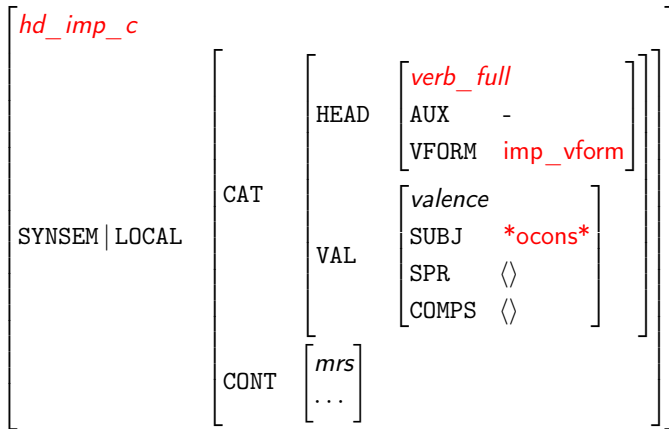 hd_imp_c
verb_full
HEAD AUX -
VFORM imp_vform
CAT
valence
SYNSEM | LOCAL
SUBJ *ocons*
VAL
SPR ⟨⟩
COMPS ⟨⟩
mrs
CONT
...